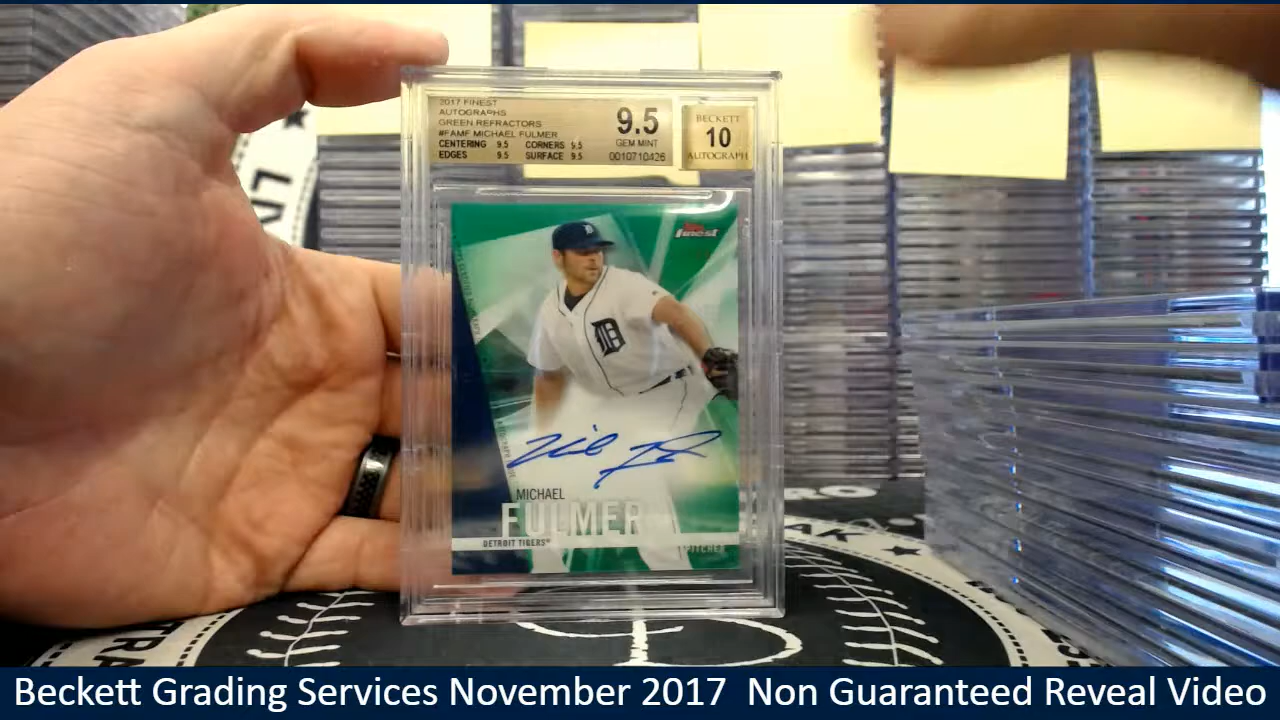 2017 FINEST
AUTOGRAPHS
GREEN REFRACTORS
#FAMF MICHAEL FULMER
CENTERING 9.5 CORNERS 9.5
EDGES 9.5 SURFACE 9.5
9.5
GEM MINT
0010710426
BECKETT
10
AUTOGRAPH
D
finest
D
MICHAEL
FULMER
DETROIT TIGERS
PITCHER
Beckett Grading Services November 2017 Non Guaranteed Reveal Video